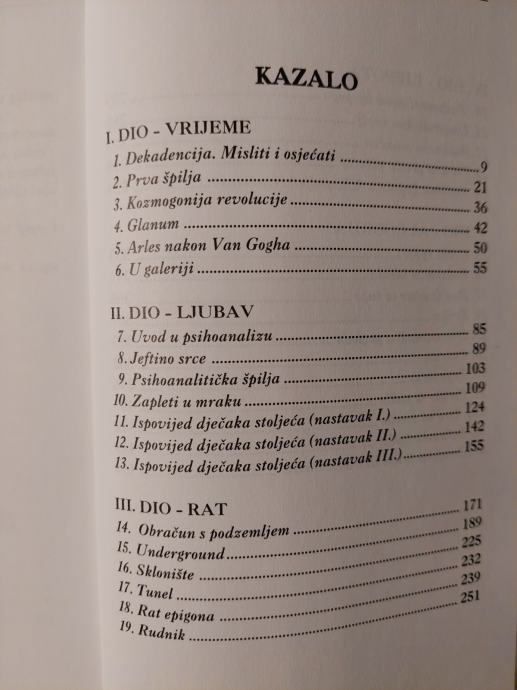 KAZALO
I. DIO - VRIJEME
1. Dekadencija. Misliti i osjećati ........ 9
2. Prva špilja ........ 21
3. Kozmogonija revolucije ........ 36
4. Glanum ........ 42
5. Arles nakon Van Gogha ........ 50
6. U galeriji ........ 55
II. DIO - LJUBAV
7. Uvod u psihoanalizu ........ 85
8. Jeftino srce ........ 89
9. Psihoanalitička špilja ........ 103
10. Zapleti u mraku ........ 109
11. Ispovijed dječaka stoljeća (nastavak I.) ........ 124
12. Ispovijed dječaka stoljeća (nastavak II.) ........ 142
13. Ispovijed dječaka stoljeća (nastavak III.) ........ 155
III. DIO - RAT
14. Obračun s podzemljem ........ 171
15. Underground ........ 189
16. Sklonište ........ 225
17. Tunel ........ 232
18. Rat epigona ........ 239
19. Rudnik ........ 251